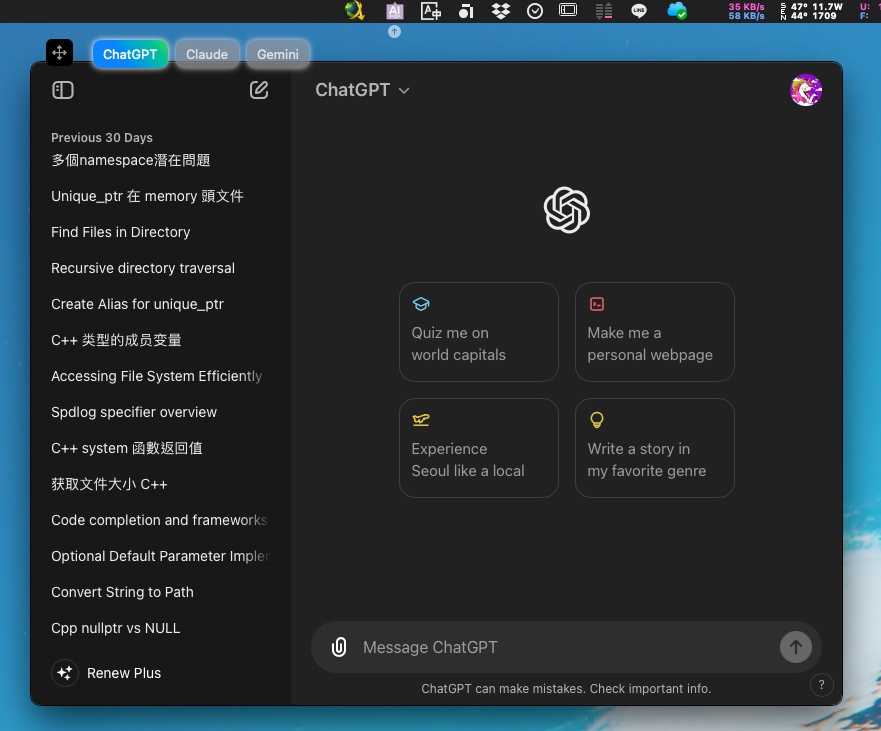 AI
A中
LINE
35 KB/s
58 KB/s
47° 11.7W
44° 1709
U:
F:
ChatGPT
Claude
Gemini
ChatGPT
Previous 30 Days
多個namespace潛在問題
Unique_ptr 在 memory 頭文件
Find Files in Directory
Recursive directory traversal
Create Alias for unique_ptr
C++ 类型的成员变量
Accessing File System Efficiently
Spdlog specifier overview
C++ system 函數返回值
获取文件大小 C++
Code completion and frameworks
Optional Default Parameter Impler
Convert String to Path
Cpp nullptr vs NULL
Renew Plus
Quiz me on
world capitals
Make me a
personal webpage
Experience
Seoul like a local
Write a story in
my favorite genre
Message ChatGPT
ChatGPT can make mistakes. Check important info.
?